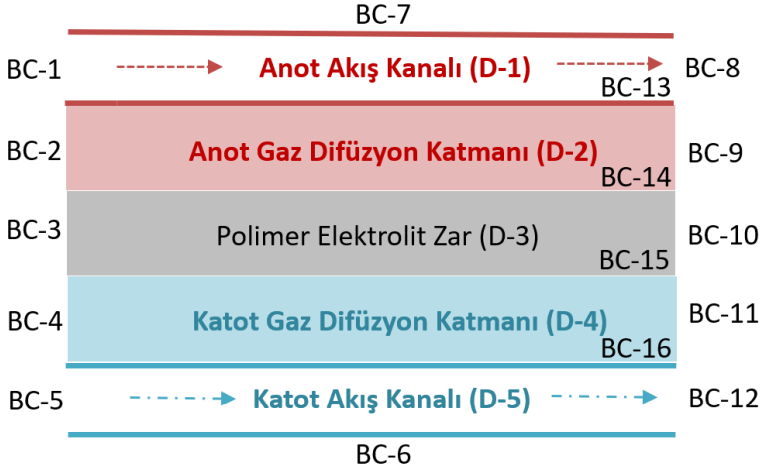 BC-7
BC-1 Anot Akış Kanalı (D-1) BC-8
BC-13
BC-2 Anot Gaz Difüzyon Katmanı (D-2) BC-9
BC-14
BC-3 Polimer Elektrolit Zar (D-3) BC-10
BC-15
BC-4 Katot Gaz Difüzyon Katmanı (D-4) BC-11
BC-16
BC-5 Katot Akış Kanalı (D-5) BC-12
BC-6